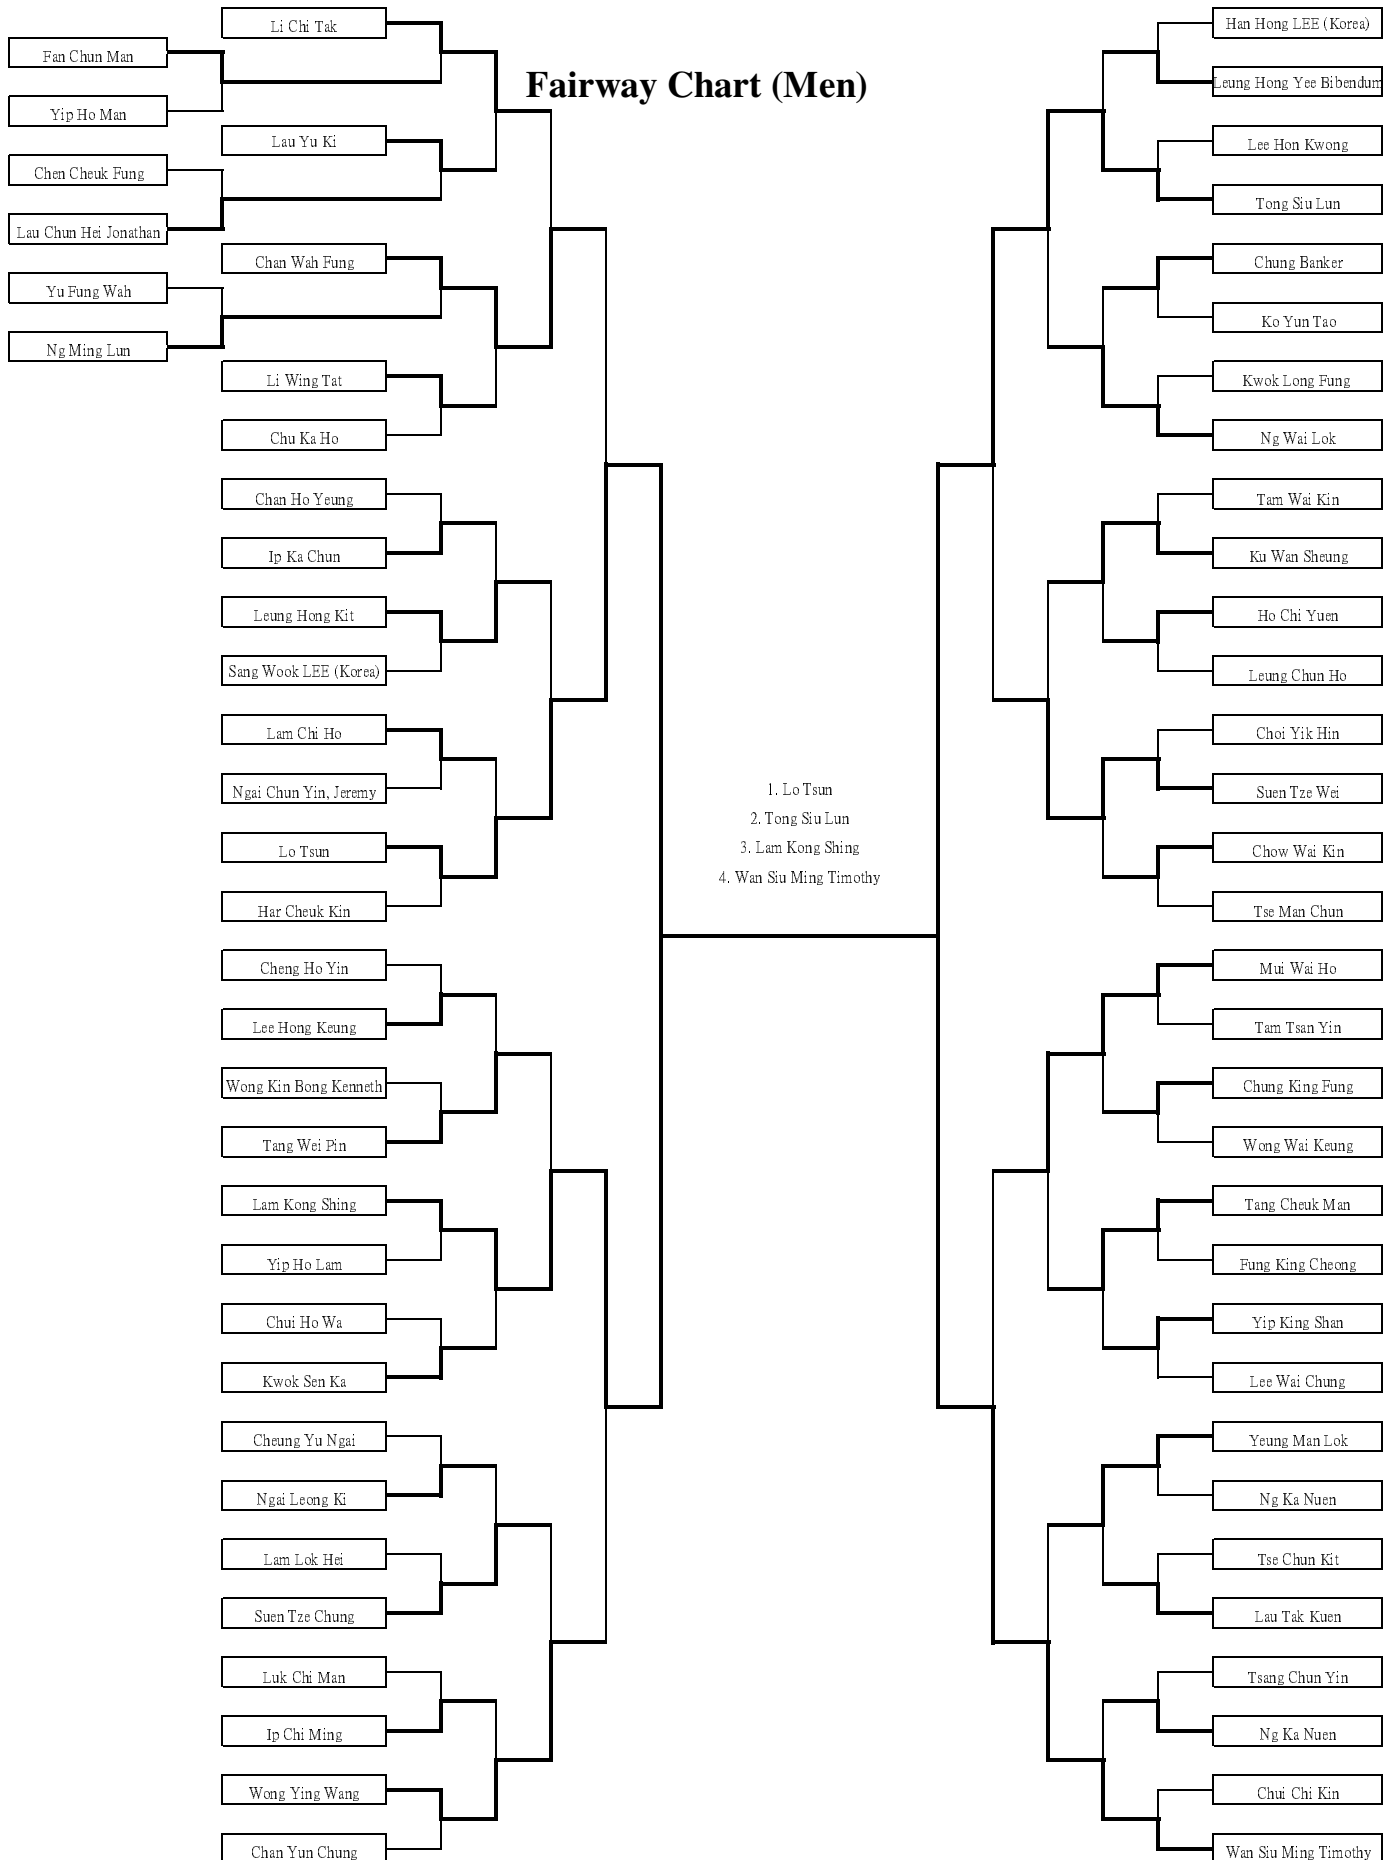 Fairway Chart (Men)
Fan Chun Man
Yip Ho Man
Chen Cheuk Fung
Lau Chun Hei Jonathan
Yu Fung Wah
Ng Ming Lun
Li Chi Tak
Lau Yu Ki
Chan Wah Fung
Li Wing Tat
Chu Ka Ho
Chan Ho Yeung
Ip Ka Chun
Leung Hong Kit
Sang Wook LEE (Korea)
Lam Chi Ho
Ngai Chun Yin, Jeremy
Lo Tsun
Har Cheuk Kin
Cheng Ho Yin
Lee Hong Keung
Wong Kin Bong Kenneth
Tang Wei Pin
Lam Kong Shing
Yip Ho Lam
Chui Ho Wa
Kwok Sen Ka
Cheung Yu Ngai
Ngai Leong Ki
Lam Lok Hei
Suen Tze Chung
Luk Chi Man
Ip Chi Ming
Wong Ying Wang
Chan Yun Chung
1. Lo Tsun
2. Tong Siu Lun
3. Lam Kong Shing
4. Wan Siu Ming Timothy
Han Hong LEE (Korea)
Leung Hong Yee Bibendum
Lee Hon Kwong
Tong Siu Lun
Chung Banker
Ko Yun Tao
Kwok Long Fung
Ng Wai Lok
Tam Wai Kin
Ku Wan Sheung
Ho Chi Yuen
Leung Chun Ho
Choi Yik Hin
Suen Tze Wei
Chow Wai Kin
Tse Man Chun
Mui Wai Ho
Tam Tsan Yin
Chung King Fung
Wong Wai Keung
Tang Cheuk Man
Fung King Cheong
Yip King Shan
Lee Wai Chung
Yeung Man Lok
Ng Ka Nuen
Tse Chun Kit
Lau Tak Kuen
Tsang Chun Yin
Ng Ka Nuen
Chui Chi Kin
Wan Siu Ming Timothy